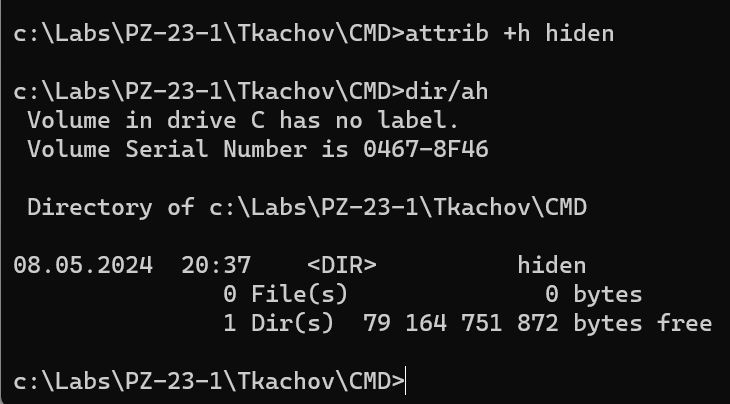 c:\Labs\PZ-23-1\Tkachov\CMD>attrib +h hiden
c:\Labs\PZ-23-1\Tkachov\CMD>dir/ah
Volume in drive C has no label.
Volume Serial Number is 0467-8F46
Directory of c:\Labs\PZ-23-1\Tkachov\CMD
08.05.2024  20:37    <DIR>          hiden
0 File(s)              0 bytes
1 Dir(s)  79 164 751 872 bytes free
c:\Labs\PZ-23-1\Tkachov\CMD>